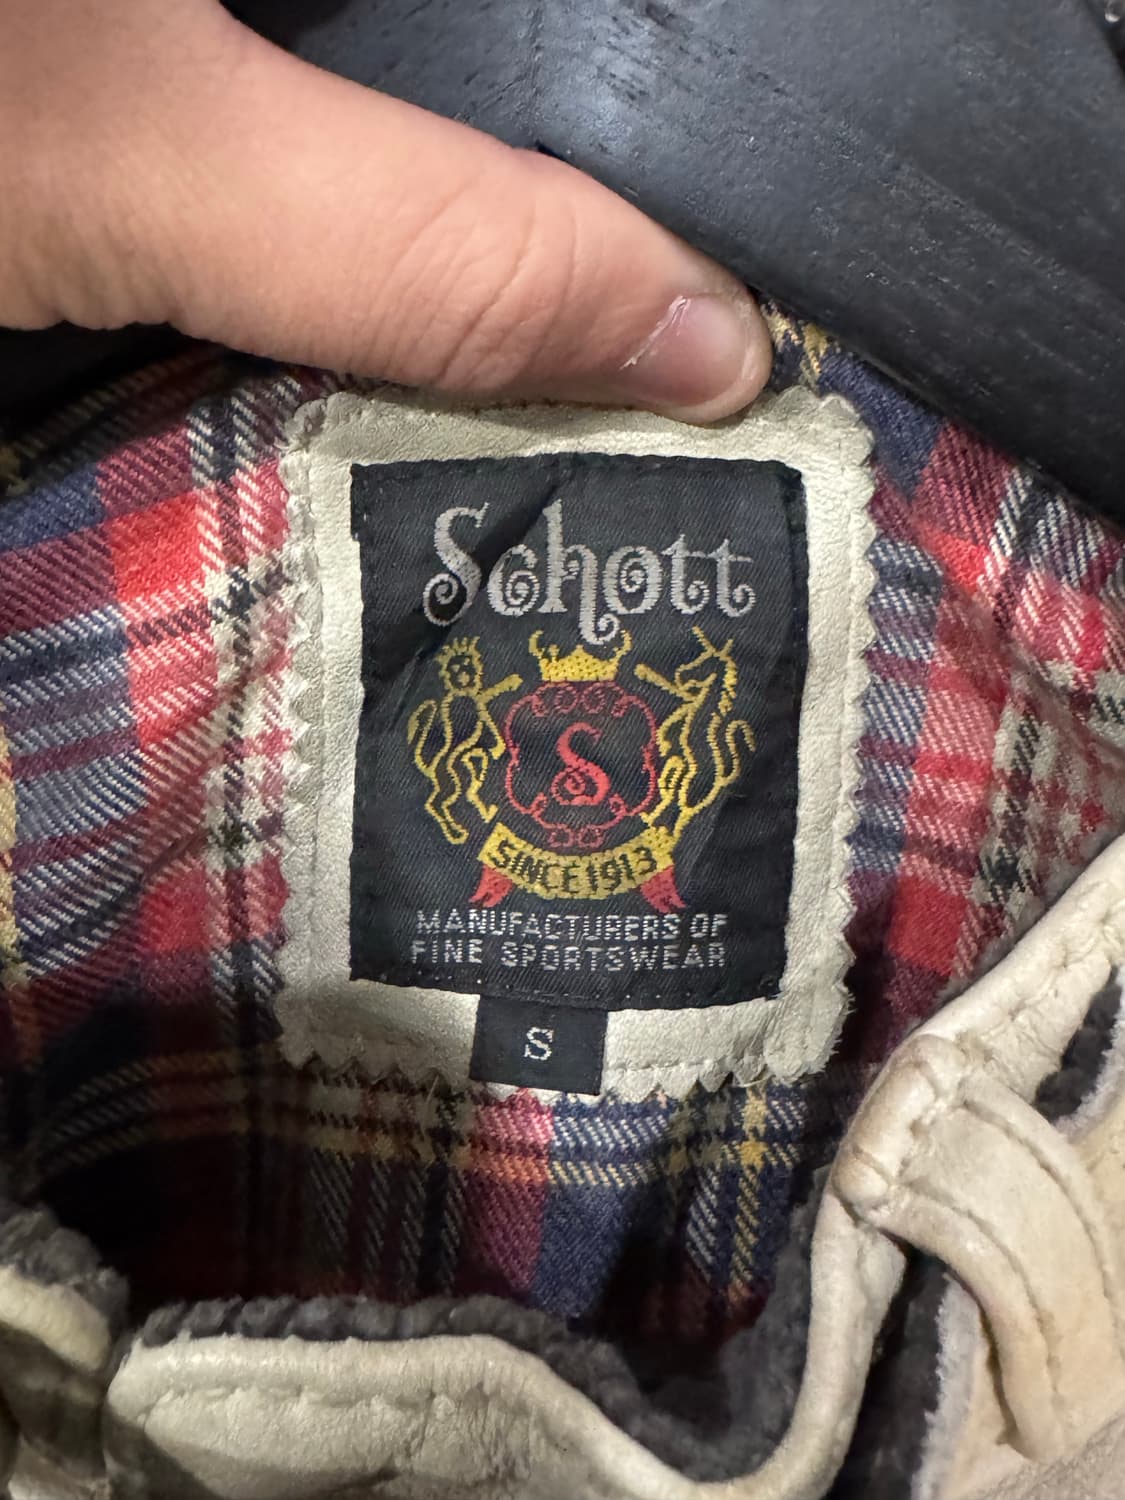 Schott
S
SINCE 1913
MANUFACTURERS OF
FINE SPORTSWEAR
S